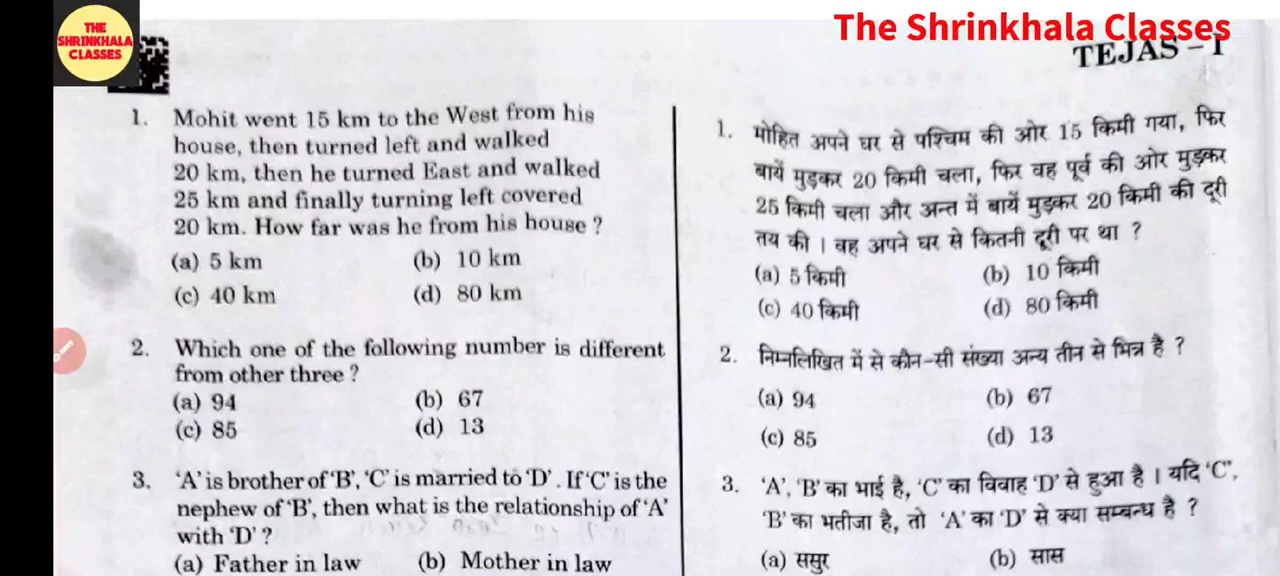 THE
SHRINKHALA
CLASSES
The Shrinkhala Classes
TEJAS – I
1. Mohit went 15 km to the West from his
house, then turned left and walked
20 km, then he turned East and walked
25 km and finally turning left covered
20 km. How far was he from his house ?
(a) 5 km (b) 10 km
(c) 40 km (d) 80 km
2. Which one of the following number is different
from other three ?
(a) 94 (b) 67
(c) 85 (d) 13
3. ‘A’ is brother of ‘B’, ‘C’ is married to ‘D’. If ‘C’ is the
nephew of ‘B’, then what is the relationship of ‘A’
with ‘D’ ?
(a) Father in law (b) Mother in law
1. मोहित अपने घर से पश्चिम की ओर 15 किमी गया, फिर
बायें मुड़कर 20 किमी चला, फिर वह पूर्व की ओर मुड़कर
25 किमी चला और अन्त में बायें मुड़कर 20 किमी की दूरी
तय की । वह अपने घर से कितनी दूरी पर था ?
(a) 5 किमी (b) 10 किमी
(c) 40 किमी (d) 80 किमी
2. निम्नलिखित में से कौन-सी संख्या अन्य तीन से भिन्न है ?
(a) 94 (b) 67
(c) 85 (d) 13
3. ‘A’, ‘B’ का भाई है, ‘C’ का विवाह ‘D’ से हुआ है । यदि ‘C’,
‘B’ का भतीजा है, तो ‘A’ का ‘D’ से क्या सम्बन्ध है ?
(a) ससुर (b) सास